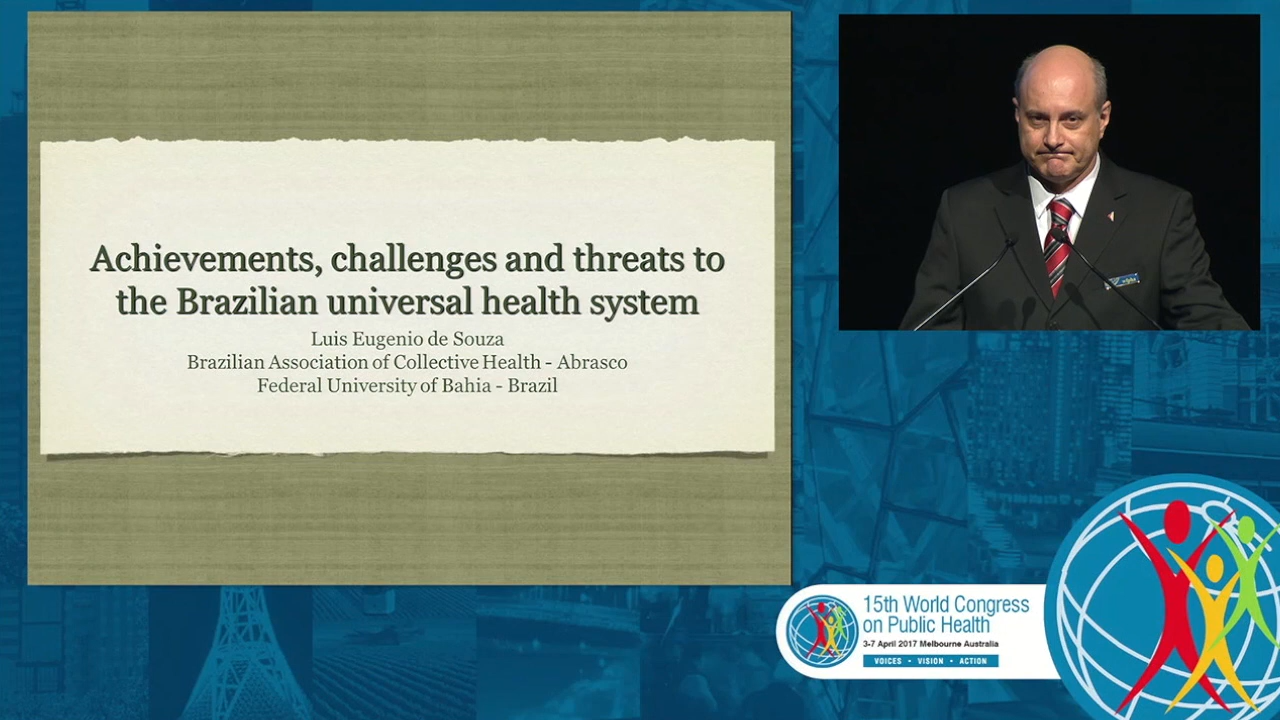 Achievements, challenges and threats to
the Brazilian universal health system
Luis Eugenio de Souza
Brazilian Association of Collective Health - Abrasco
Federal University of Bahia - Brazil
15th World Congress
on Public Health
3-7 April 2017 Melbourne Australia
VOICES • VISION • ACTION